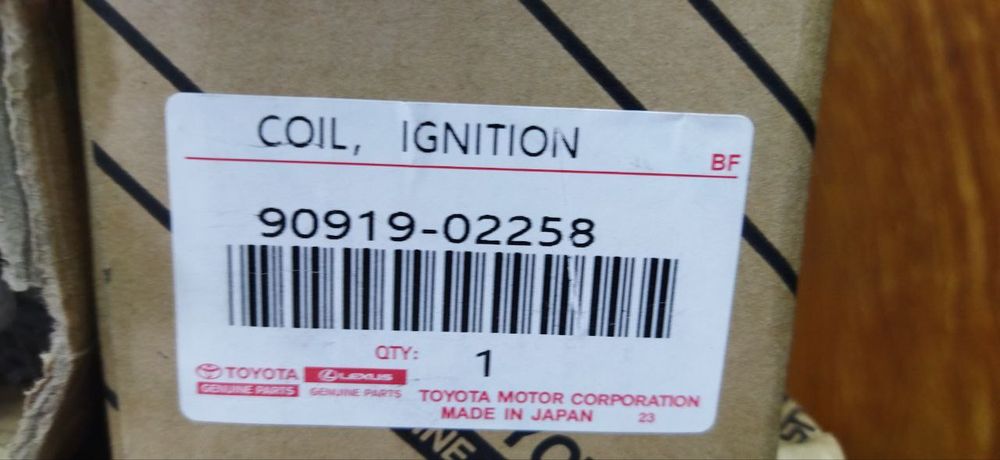 COIL, IGNITION
BF
90919-02258
QTY: 1
TOYOTA LEXUS
GENUINE PARTS GENUINE PARTS
TOYOTA MOTOR CORPORATION
MADE IN JAPAN 23